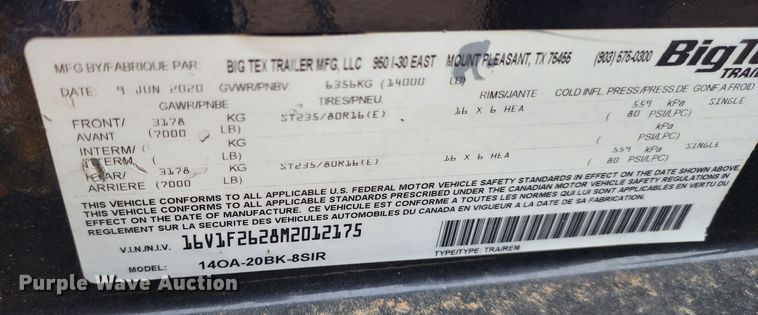 MFG BY/FABRIQUE PAR: BIG TEX TRAILER MFG, LLC 950 I-30 EAST MOUNT PLEASANT, TX 75455 (903) 575-0300 BigTe
TRAIL
DATE: 9 JUN 2020 GVWR/PNBV: 6356KG (14000 LB)
GAWR/PNBE TIRES/PNEU RIMS/JANTE COLD INFL. PRESS/PRESS DE GONF.A FROID
FRONT/ 3178 KG ST235/80R16(E) 16 X 6 HEA 559 kPa SINGLE
AVANT (7000 LB) ( 80 PSI/LPC)
INTERM/ KG kPa
INTERM ( LB) ( PSI/LPC)
REAR/ 3178 KG ST235/80R16(E) 16 X 6 HEA 559 kPa SINGLE
ARRIERE (7000 LB) ( 80 PSI/LPC)
THIS VEHICLE CONFORMS TO ALL APPLICABLE U.S. FEDERAL MOTOR VEHICLE SAFETY STANDARDS IN EFFECT ON THE DATE OF
MANUFACTURE SHOWN ABOVE. THIS VEHICLE CONFORMS TO ALL APPLICABLE STANDARDS PRESCRIBED UNDER THE CANADIAN MOTOR VEHICLE SAFETY REGULATIONS IN
EFFECT ON THE DATE OF MANUFACTURE. CE VEHICULE EST CONFORME A TOUTES LES NORMES QUI LUI SONT APPLICABLES EN VERTU DU
REGLEMENT SUR LA SECURITE DES VEHICULES AUTOMOBILES DU CANADA EN VIGUEUR A LA DATE DE SA FABRICATION.
V.I.N./N.I.V. 16V1F2628M2012175
MODEL: 14OA-20BK-8SIR TYPE/TYPE: TRA/REM
Purple Wave Auction